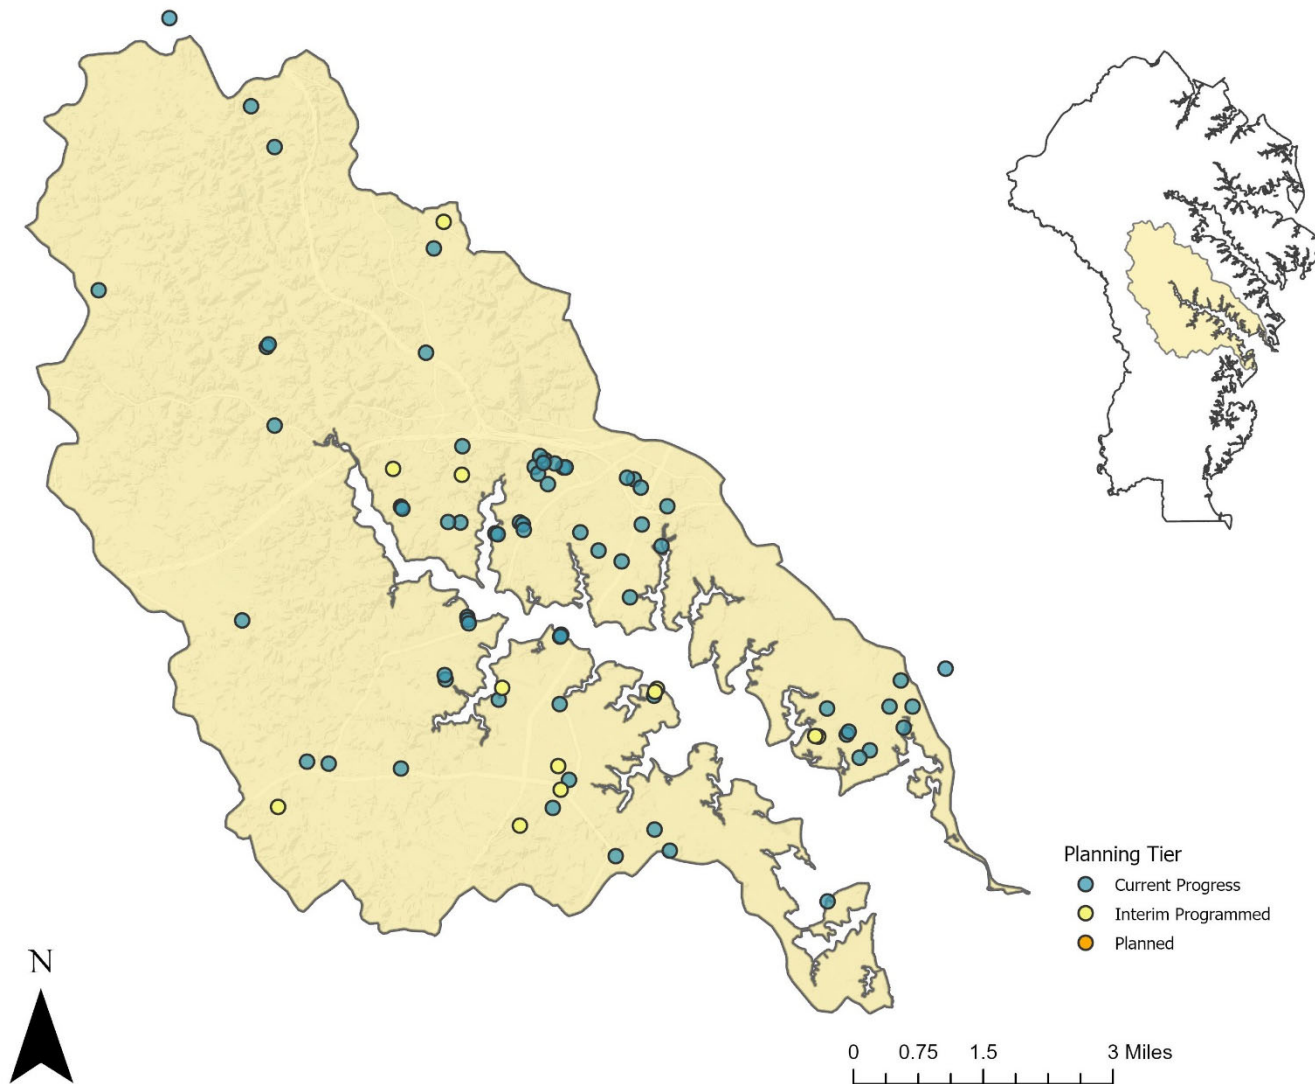 Planning Tier
Current Progress
Interim Programmed
Planned
N
0 0.75 1.5 3 Miles